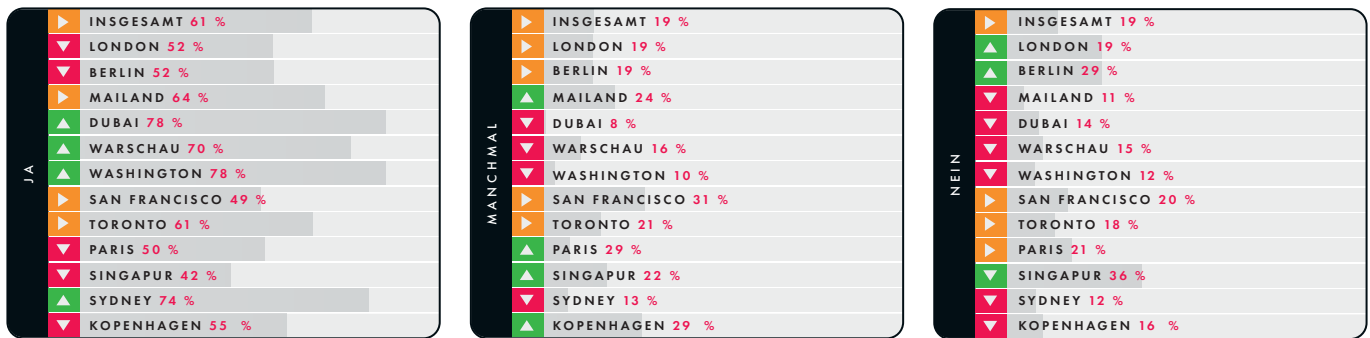 JA
INSGESAMT 61 %
LONDON 52 %
BERLIN 52 %
MAILAND 64 %
DUBAI 78 %
WARSCHAU 70 %
WASHINGTON 78 %
SAN FRANCISCO 49 %
TORONTO 61 %
PARIS 50 %
SINGAPUR 42 %
SYDNEY 74 %
KOPENHAGEN 55 %
MANCHMAL
INSGESAMT 19 %
LONDON 19 %
BERLIN 19 %
MAILAND 24 %
DUBAI 8 %
WARSCHAU 16 %
WASHINGTON 10 %
SAN FRANCISCO 31 %
TORONTO 21 %
PARIS 29 %
SINGAPUR 22 %
SYDNEY 13 %
KOPENHAGEN 29 %
NEIN
INSGESAMT 19 %
LONDON 19 %
BERLIN 29 %
MAILAND 11 %
DUBAI 14 %
WARSCHAU 15 %
WASHINGTON 12 %
SAN FRANCISCO 20 %
TORONTO 18 %
PARIS 21 %
SINGAPUR 36 %
SYDNEY 12 %
KOPENHAGEN 16 %